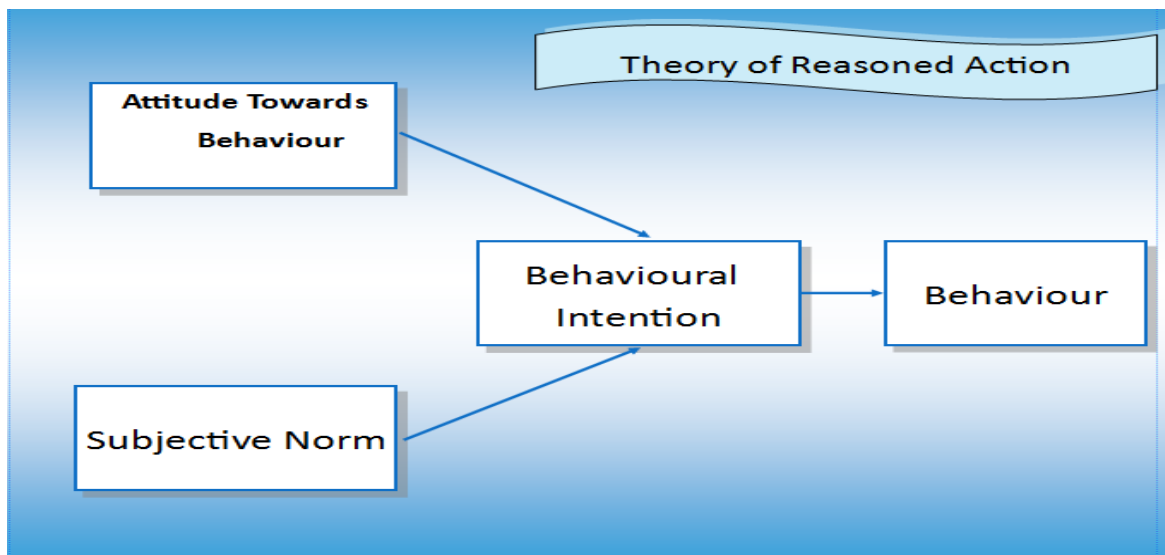 Theory of Reasoned Action
Attitude Towards
Behaviour
Behavioural
Intention
Behaviour
Subjective Norm